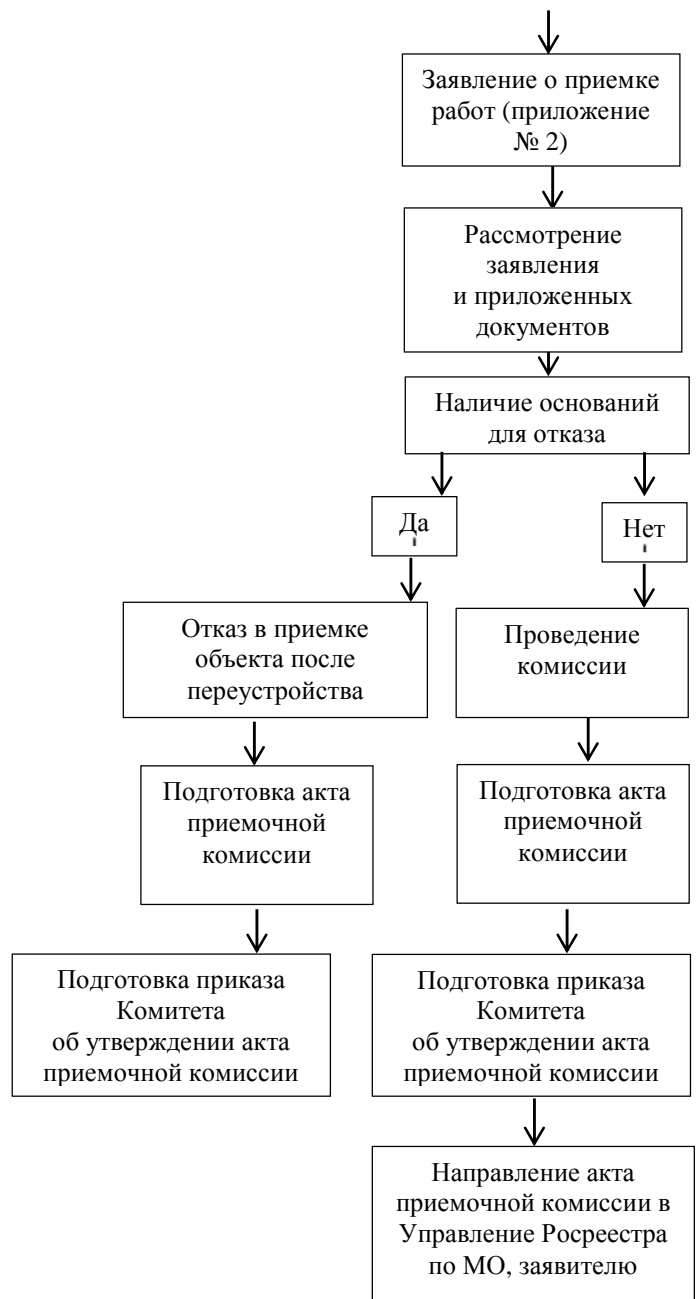 Заявление о приемке
работ (приложение
№ 2)
Рассмотрение
заявления
и приложенных
документов
Наличие оснований
для отказа
Да
Нет
Отказ в приемке
объекта после
переустройства
Проведение
комиссии
Подготовка акта
приемочной
комиссии
Подготовка акта
приемочной
комиссии
Подготовка приказа
Комитета
об утверждении акта
приемочной комиссии
Подготовка приказа
Комитета
об утверждении акта
приемочной комиссии
Направление акта
приемочной комиссии в
Управление Росреестра
по МО, заявителю